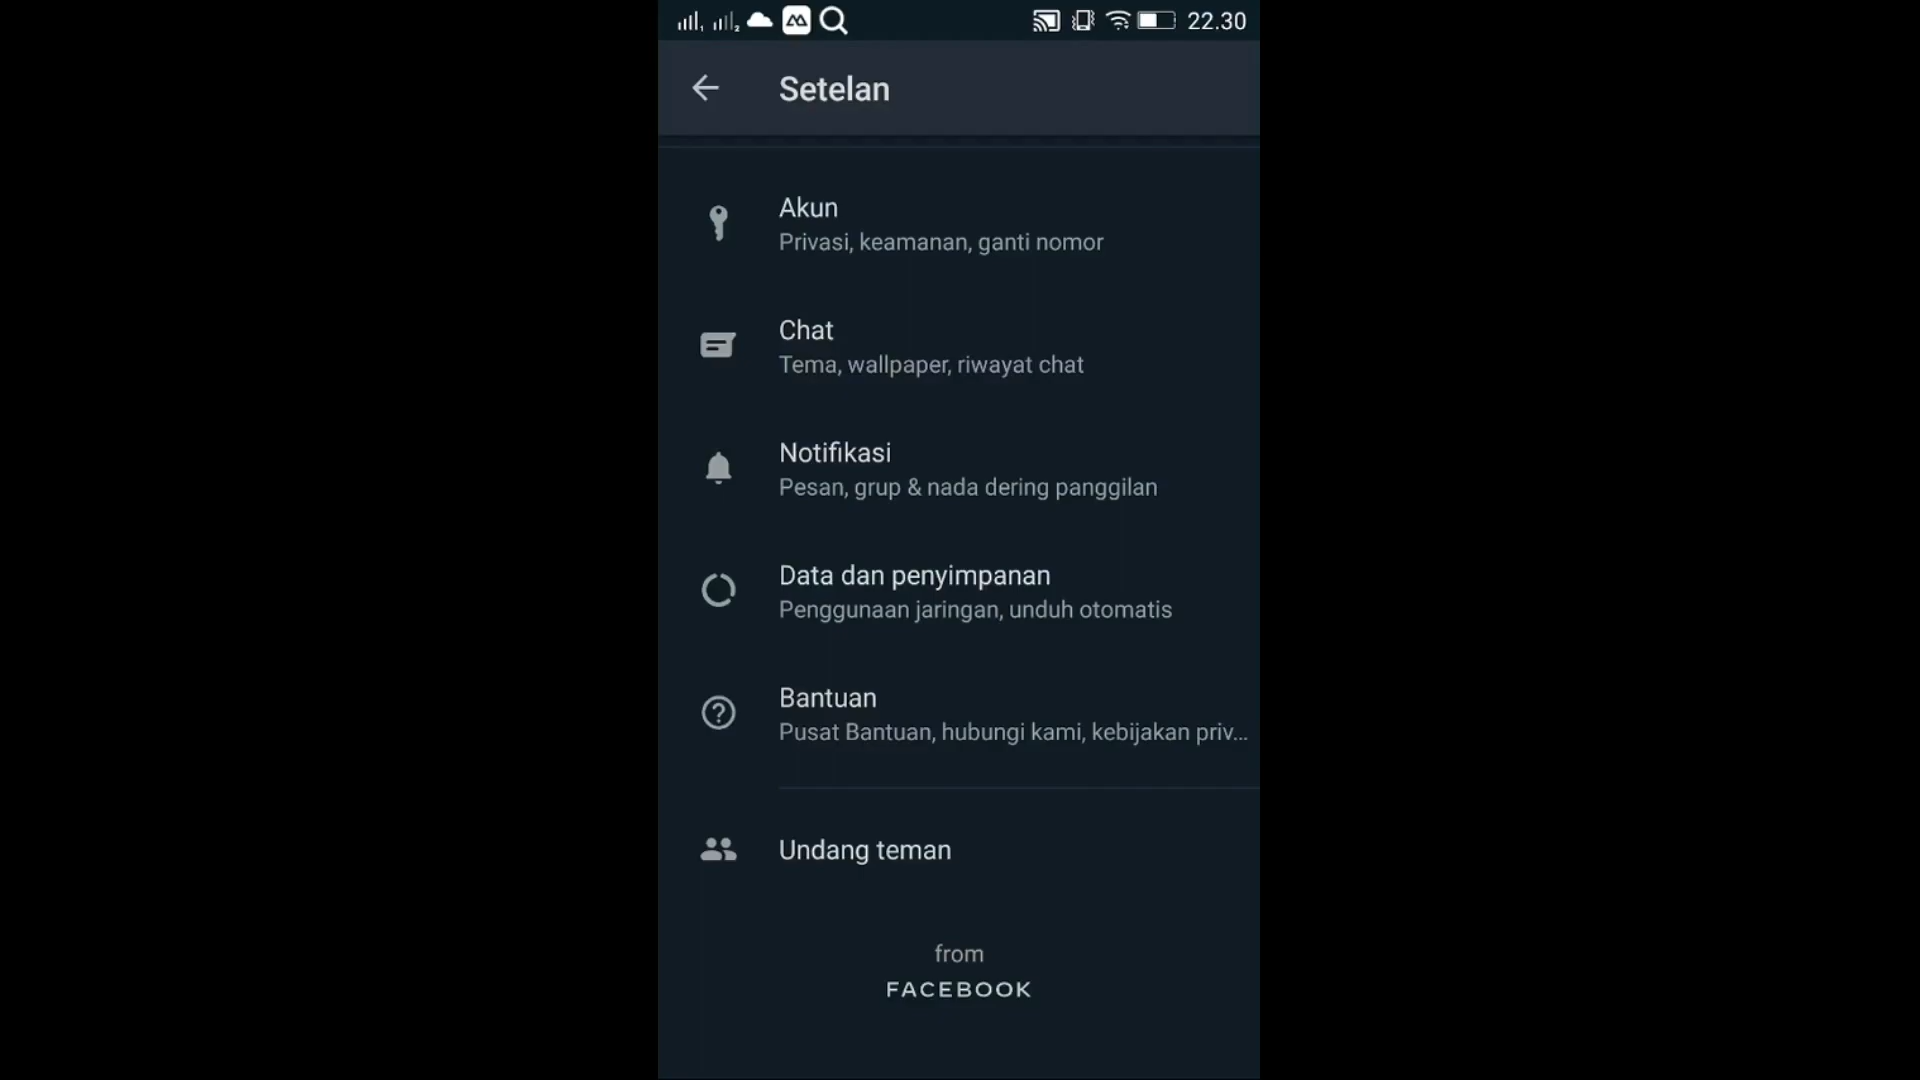 22.30
Setelan
Akun
Privasi, keamanan, ganti nomor
Chat
Tema, wallpaper, riwayat chat
Notifikasi
Pesan, grup & nada dering panggilan
Data dan penyimpanan
Penggunaan jaringan, unduh otomatis
Bantuan
Pusat Bantuan, hubungi kami, kebijakan priv...
Undang teman
from
FACEBOOK